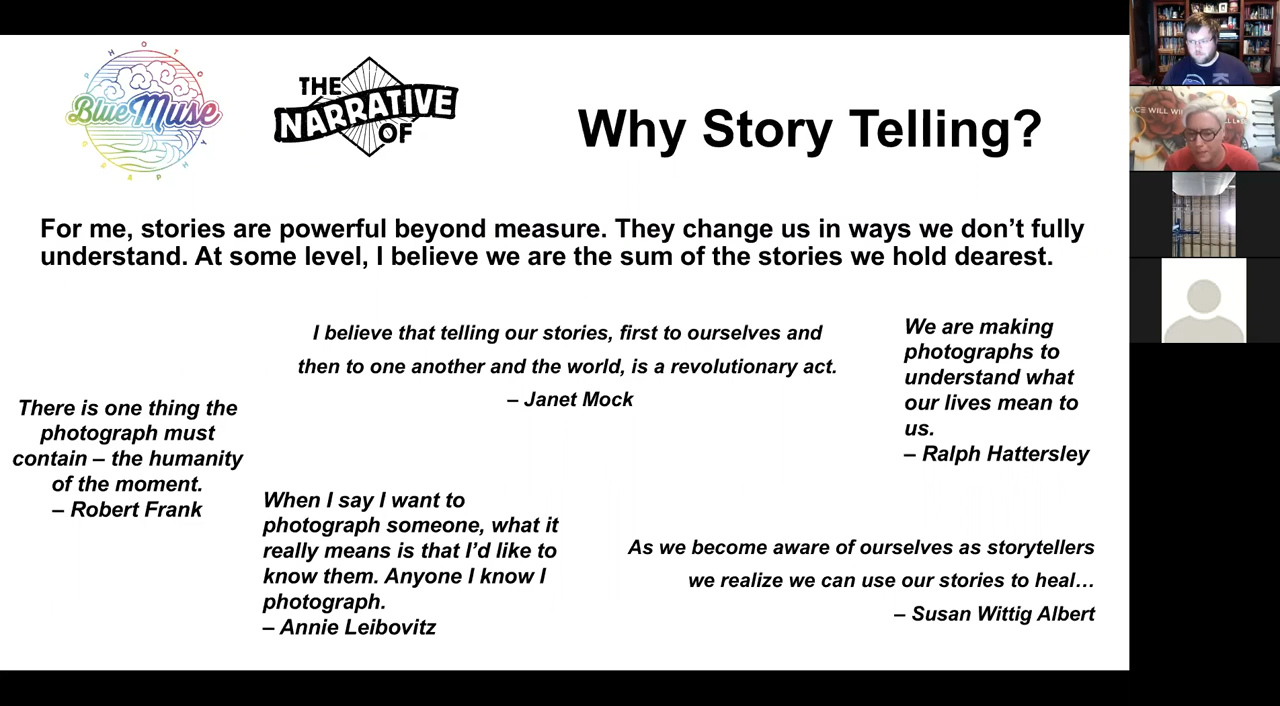 PHOTOGRAPHY
BlueMuse
THE
NARRATIVE
OF
Why Story Telling?
For me, stories are powerful beyond measure. They change us in ways we don’t fully
understand. At some level, I believe we are the sum of the stories we hold dearest.
I believe that telling our stories, first to ourselves and
then to one another and the world, is a revolutionary act.
– Janet Mock
We are making
photographs to
understand what
our lives mean to
us.
– Ralph Hattersley
There is one thing the
photograph must
contain – the humanity
of the moment.
– Robert Frank
When I say I want to
photograph someone, what it
really means is that I’d like to
know them. Anyone I know I
photograph.
– Annie Leibovitz
As we become aware of ourselves as storytellers
we realize we can use our stories to heal…
– Susan Wittig Albert
ACE WILL WI